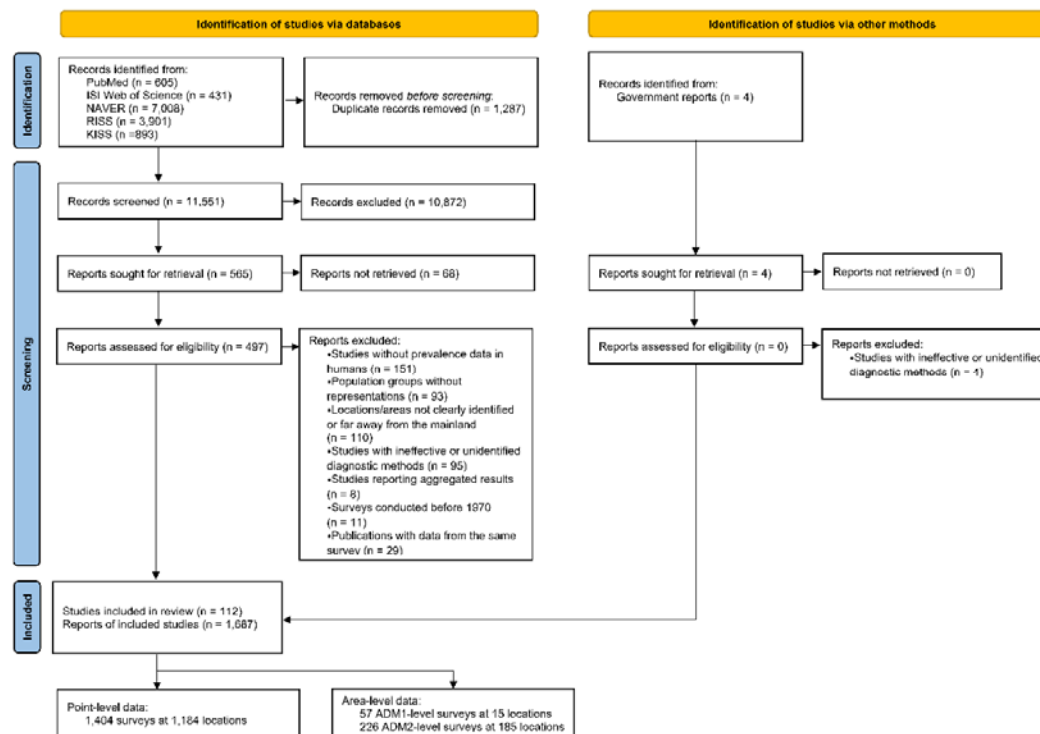 Identification of studies via databases
Identification of studies via other methods
Identification
Records identified from:
PubMed (n = 605)
ISI Web of Science (n = 431)
NAVER (n = 7,008)
RISS (n = 3,901)
KISS (n =893)
Records removed before screening:
Duplicate records removed (n = 1,287)
Records identified from:
Government reports (n = 4)
Screening
Records screened (n = 11,551)
Records excluded (n = 10,872)
Reports sought for retrieval (n = 565)
Reports not retrieved (n = 68)
Reports sought for retrieval (n = 4)
Reports not retrieved (n = 0)
Reports assessed for eligibility (n = 497)
Reports excluded:
•Studies without prevalence data in
humans (n = 151)
•Population groups without
representations (n = 93)
•Locations/areas not clearly identified
or far away from the mainland
(n = 110)
•Studies with ineffective or unidentified
diagnostic methods (n = 95)
•Studies reporting aggregated results
(n = 8)
•Surveys conducted before 1970
(n = 11)
•Publications with data from the same
survey (n = 29)
Reports assessed for eligibility (n = 0)
Reports excluded:
•Studies with ineffective or unidentified
diagnostic methods (n = 4)
Included
Studies included in review (n = 112)
Reports of included studies (n = 1,687)
Point-level data:
1,404 surveys at 1,184 locations
Area-level data:
57 ADM1-level surveys at 15 locations
226 ADM2-level surveys at 185 locations